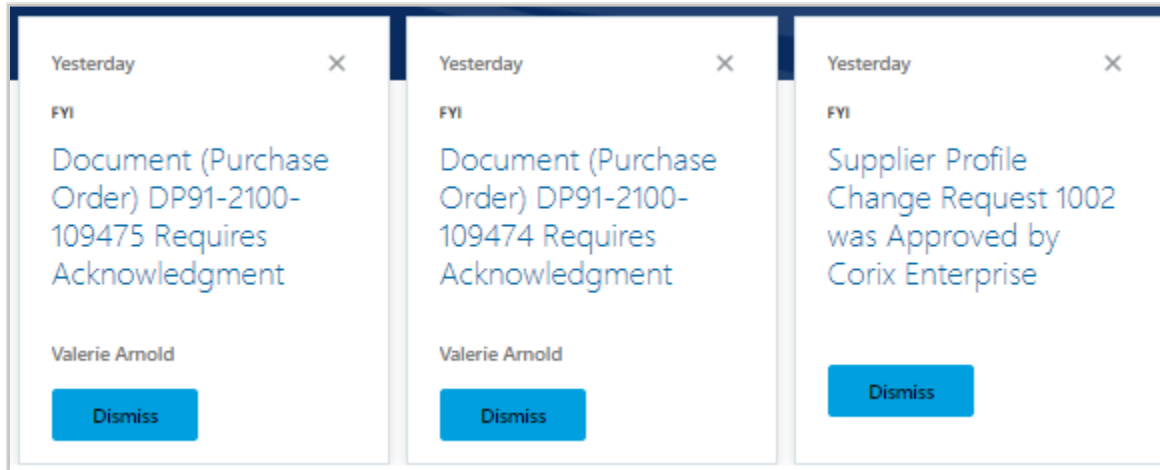 Yesterday
FYI
Document (Purchase
Order) DP91-2100-
109475 Requires
Acknowledgment
Valerie Arnold
Dismiss
Yesterday
FYI
Document (Purchase
Order) DP91-2100-
109474 Requires
Acknowledgment
Valerie Arnold
Dismiss
Yesterday
FYI
Supplier Profile
Change Request 1002
was Approved by
Corix Enterprise
Dismiss